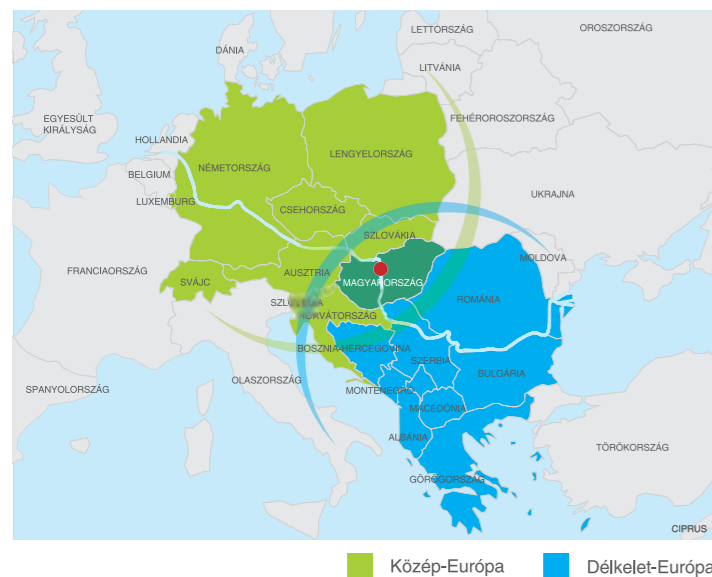 LETTORSZÁG
OROSZORSZÁG
DÁNIA
LITVÁNIA
EGYESÜLT
KIRÁLYSÁG
FEHÉROROSZORSZÁG
HOLLANDIA
LENGYELORSZÁG
NÉMETORSZÁG
BELGIUM
UKRAJNA
LUXEMBURG
CSEHORSZÁG
SZLOVÁKIA
MOLDOVA
FRANCIAORSZÁG
AUSZTRIA
SVÁJC
MAGYARORSZÁG
ROMÁNIA
HORVÁTORSZÁG
BOSZNIA-HERCEGOVINA
SZERBIA
BULGÁRIA
OLASZORSZÁG
SPANYOLORSZÁG
MONTENEGRO
MACEDÓNIA
ALBÁNIA
TÖRÖKORSZÁG
GÖRÖGORSZÁG
CIPRUS
Közép-Európa
Délkelet-Európa